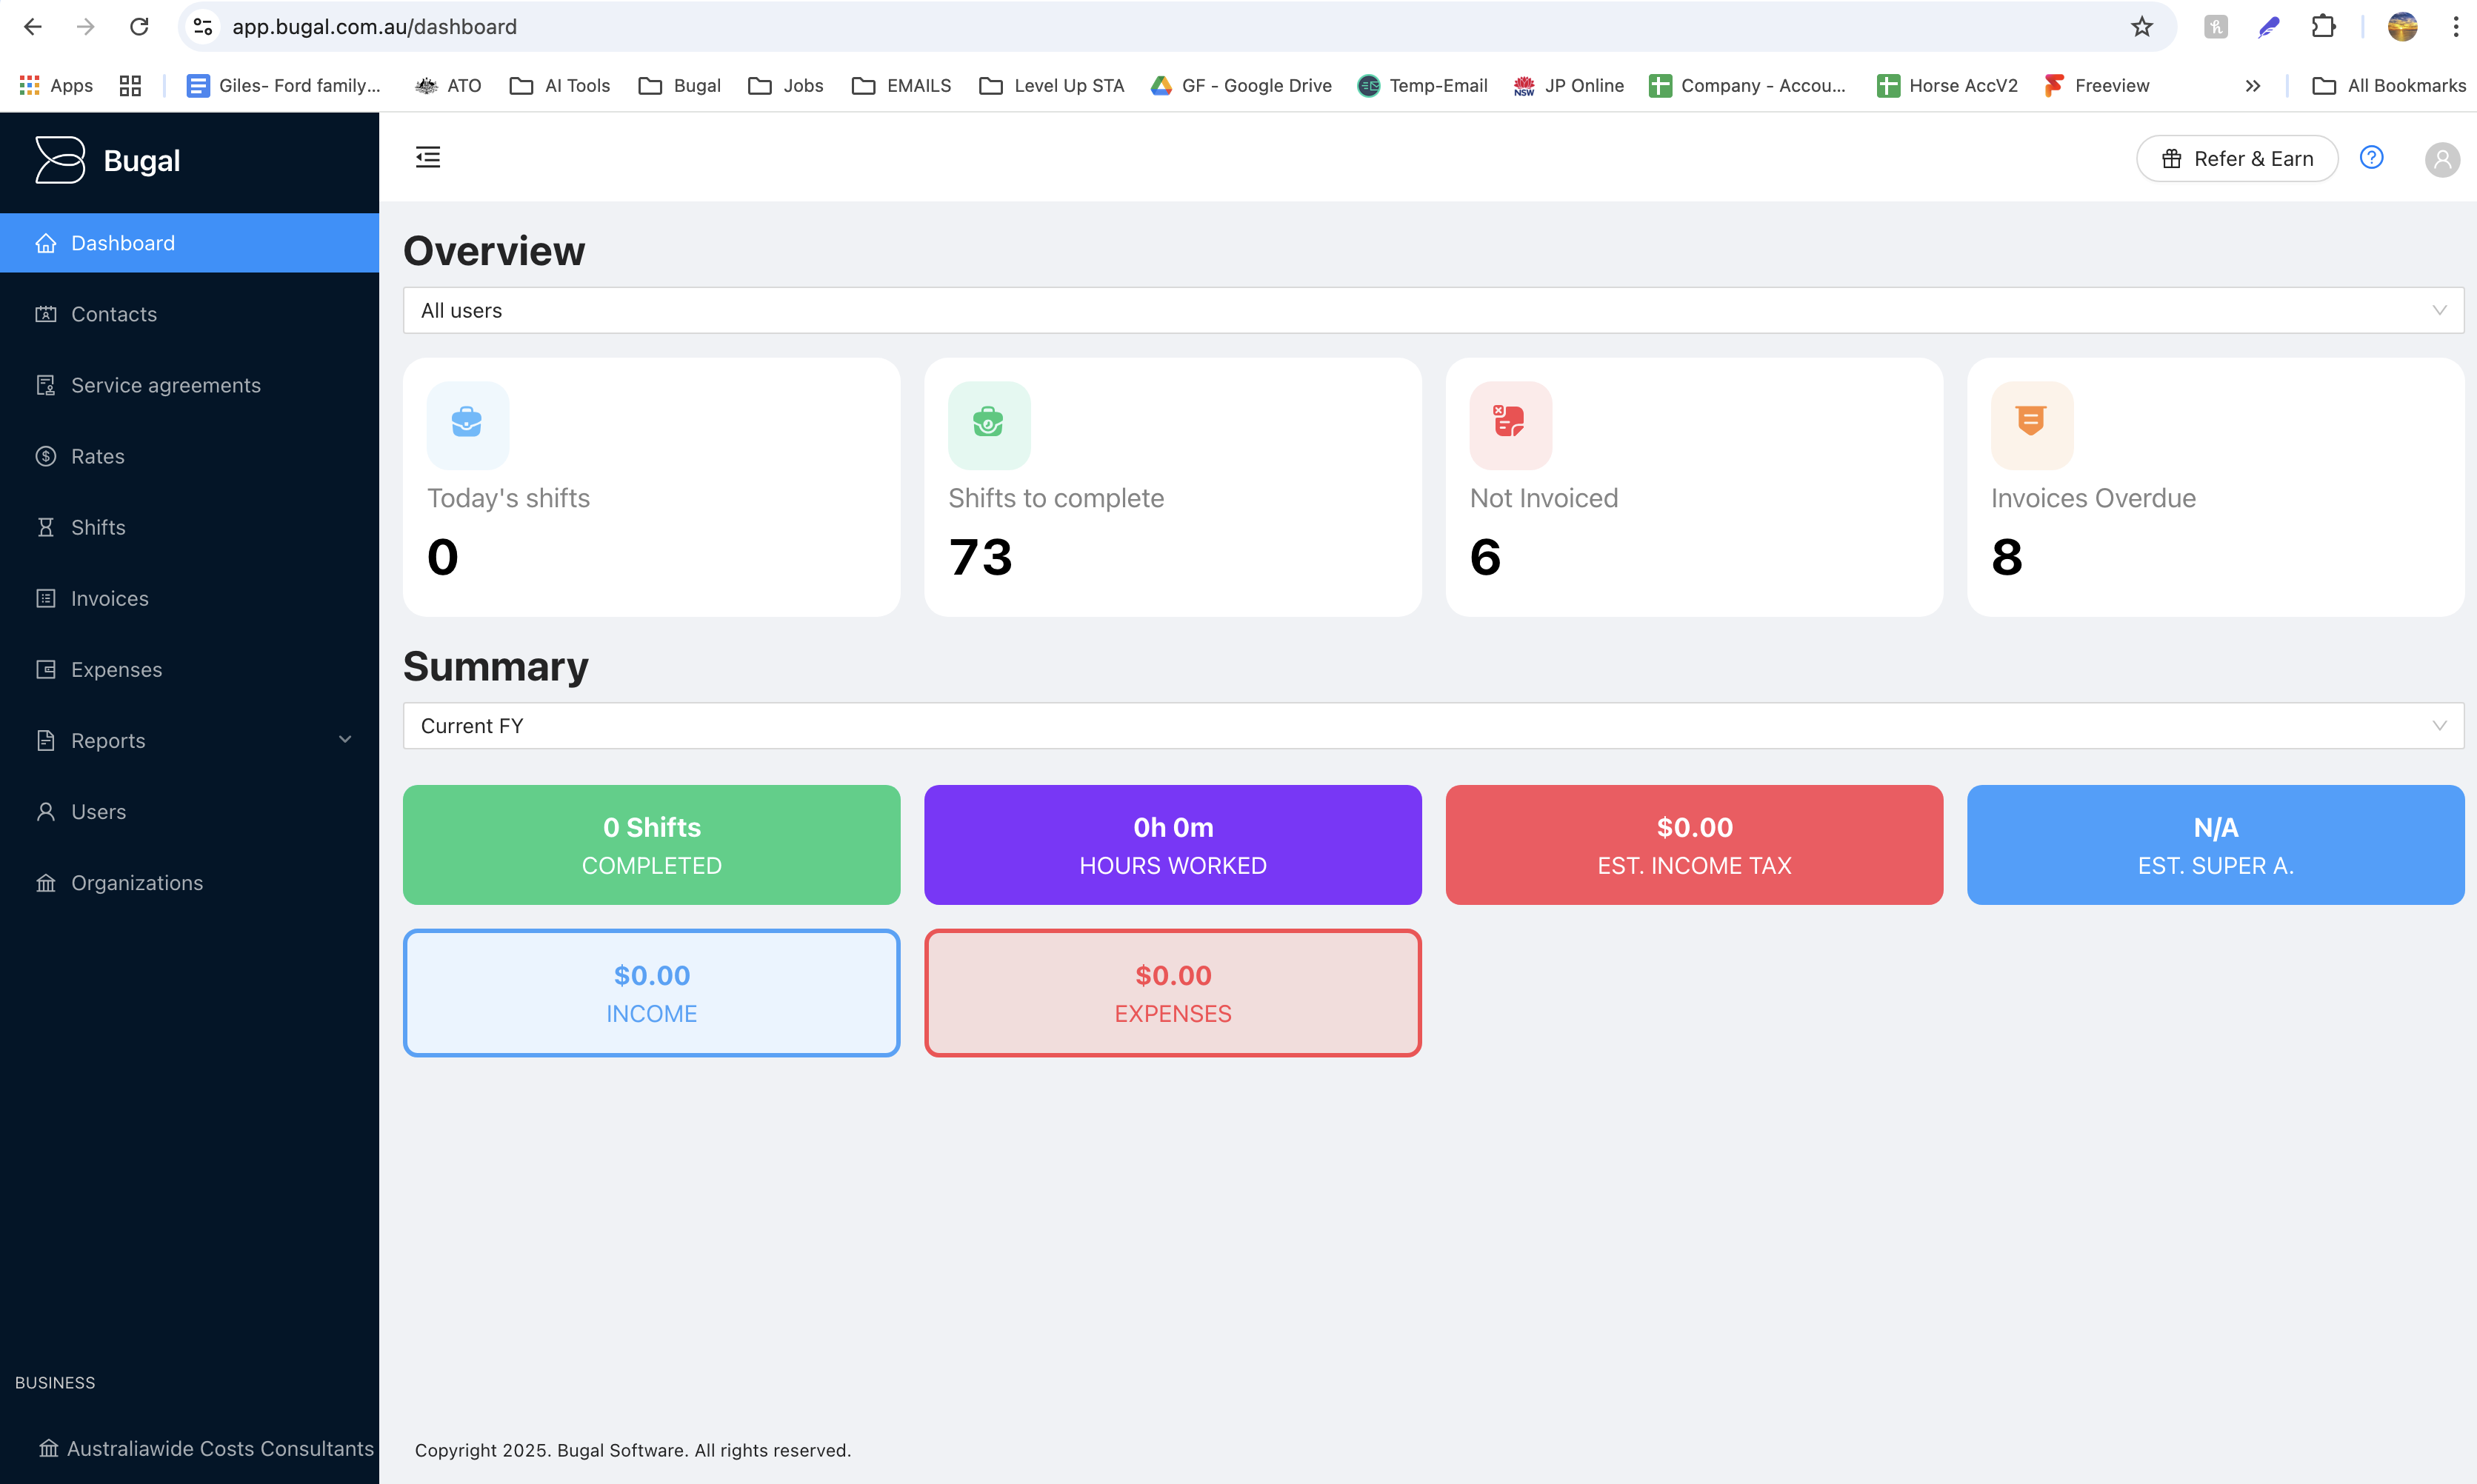 app.bugal.com.au/dashboard
Apps
Giles- Ford family...
ATO
AI Tools
Bugal
Jobs
EMAILS
Level Up STA
GF - Google Drive
Temp-Email
NSW
JP Online
Company - Accou...
Horse AccV2
Freeview
All Bookmarks
Bugal
Refer & Earn
Dashboard
Contacts
Service agreements
Rates
Shifts
Invoices
Expenses
Reports
Users
Organizations
BUSINESS
Australiawide Costs Consultants
Overview
All users
Today's shifts
0
Shifts to complete
73
Not Invoiced
6
Invoices Overdue
8
Summary
Current FY
0 Shifts
COMPLETED
0h 0m
HOURS WORKED
$0.00
EST. INCOME TAX
N/A
EST. SUPER A.
$0.00
INCOME
$0.00
EXPENSES
Copyright 2025. Bugal Software. All rights reserved.